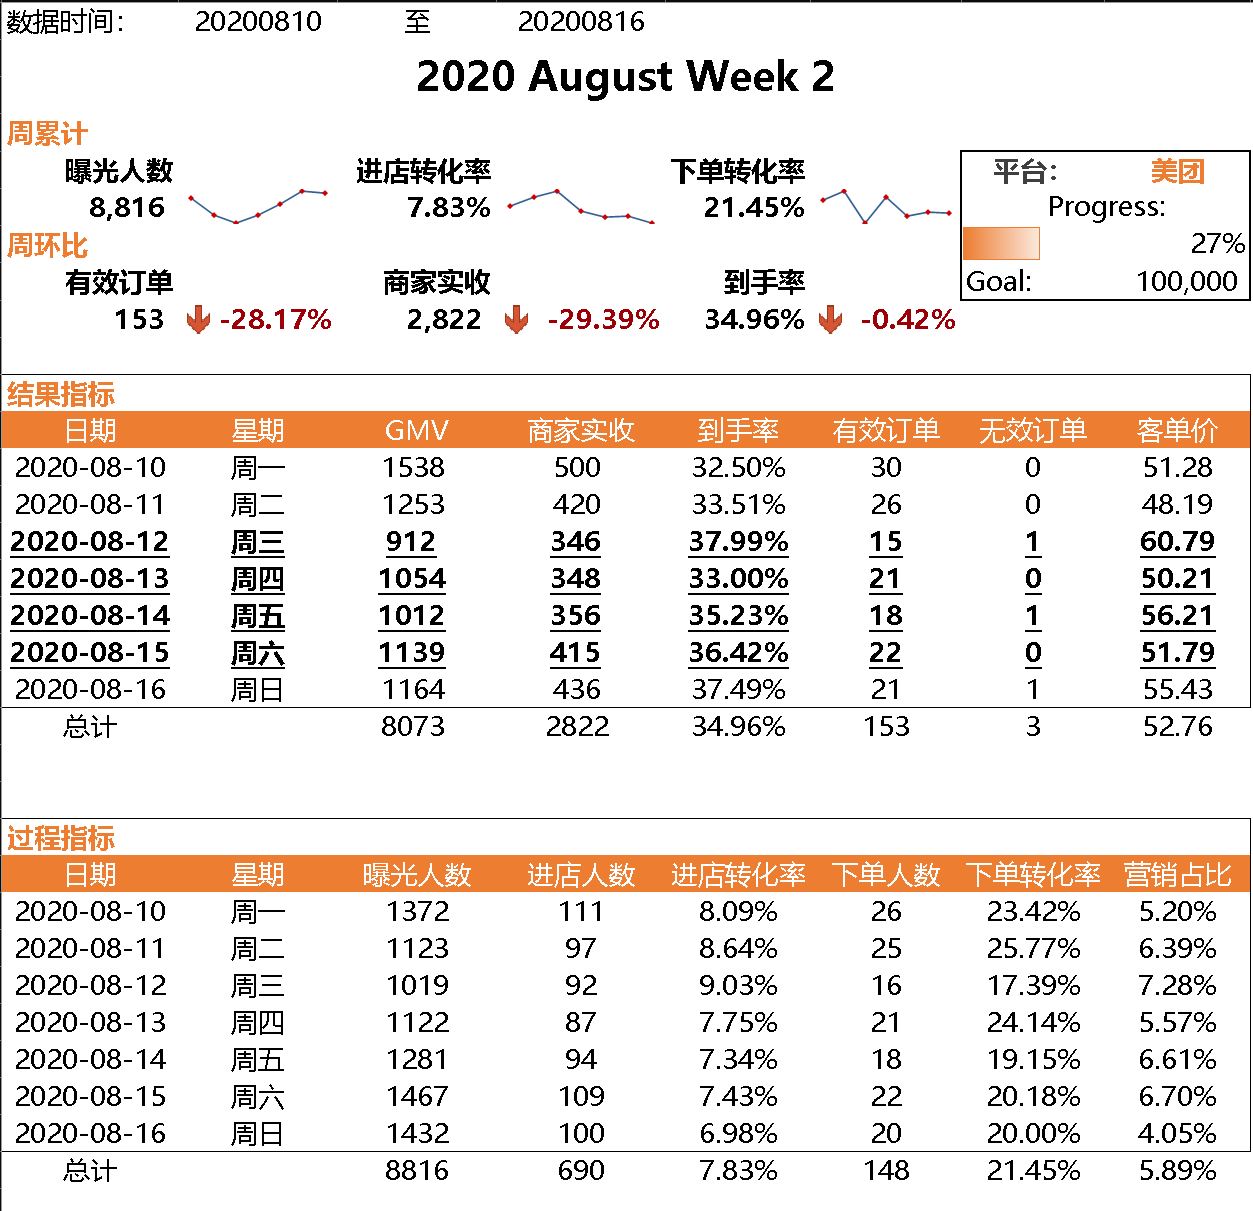 数据时间： 20200810 至 20200816
2020 August Week 2
周累计
曝光人数 进店转化率 下单转化率 平台： 美团
8,816 7.83% 21.45% Progress:
周环比 27%
有效订单 商家实收 到手率 Goal: 100,000
153 -28.17% 2,822 -29.39% 34.96% -0.42%
结果指标
日期 星期 GMV 商家实收 到手率 有效订单 无效订单 客单价
2020-08-10 周一 1538 500 32.50% 30 0 51.28
2020-08-11 周二 1253 420 33.51% 26 0 48.19
2020-08-12 周三 912 346 37.99% 15 1 60.79
2020-08-13 周四 1054 348 33.00% 21 0 50.21
2020-08-14 周五 1012 356 35.23% 18 1 56.21
2020-08-15 周六 1139 415 36.42% 22 0 51.79
2020-08-16 周日 1164 436 37.49% 21 1 55.43
总计 8073 2822 34.96% 153 3 52.76
过程指标
日期 星期 曝光人数 进店人数 进店转化率 下单人数 下单转化率 营销占比
2020-08-10 周一 1372 111 8.09% 26 23.42% 5.20%
2020-08-11 周二 1123 97 8.64% 25 25.77% 6.39%
2020-08-12 周三 1019 92 9.03% 16 17.39% 7.28%
2020-08-13 周四 1122 87 7.75% 21 24.14% 5.57%
2020-08-14 周五 1281 94 7.34% 18 19.15% 6.61%
2020-08-15 周六 1467 109 7.43% 22 20.18% 6.70%
2020-08-16 周日 1432 100 6.98% 20 20.00% 4.05%
总计 8816 690 7.83% 148 21.45% 5.89%